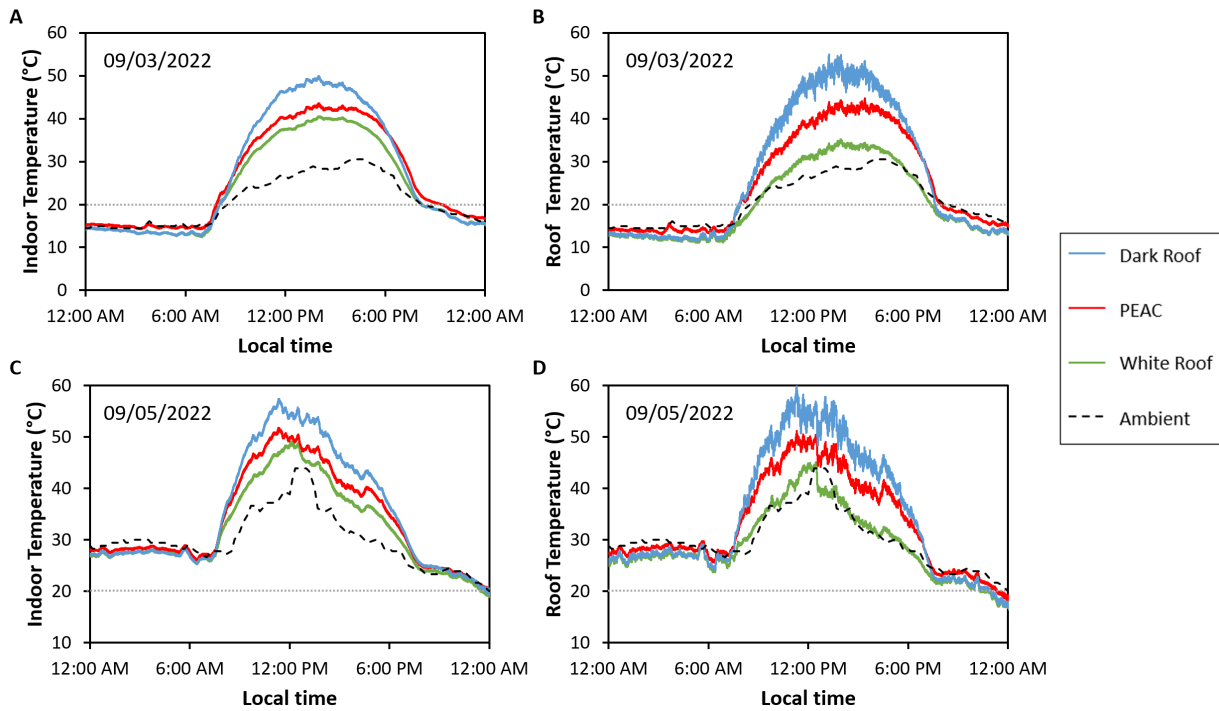 A
Indoor Temperature (°C)
60
50
40
30
20
10
0
09/03/2022
12:00 AM
6:00 AM
12:00 PM
6:00 PM
12:00 AM
Local time
B
Roof Temperature (°C)
60
50
40
30
20
10
0
09/03/2022
12:00 AM
6:00 AM
12:00 PM
6:00 PM
12:00 AM
Local time
C
Indoor Temperature (°C)
60
50
40
30
20
10
09/05/2022
12:00 AM
6:00 AM
12:00 PM
6:00 PM
12:00 AM
Local time
D
Roof Temperature (°C)
60
50
40
30
20
10
09/05/2022
12:00 AM
6:00 AM
12:00 PM
6:00 PM
12:00 AM
Local time
Dark Roof
PEAC
White Roof
Ambient